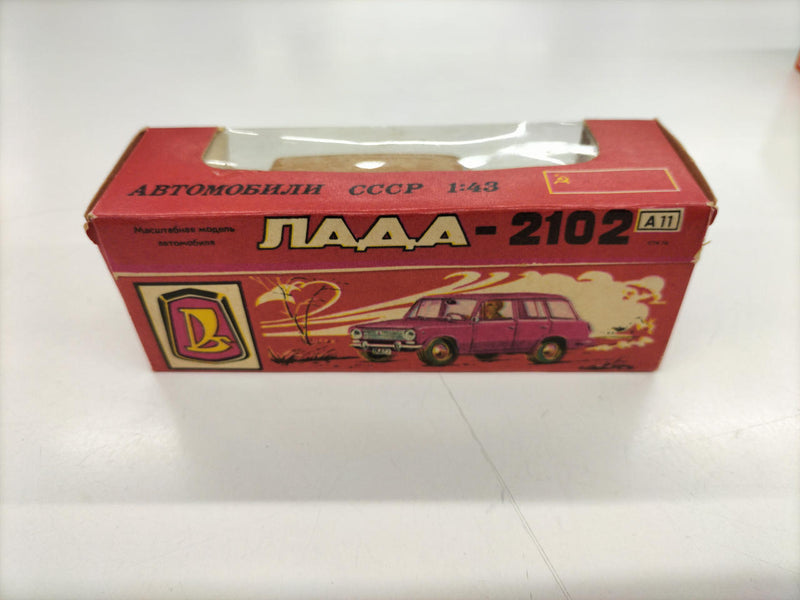 АВТОМОБИЛИ СССР 1:43
Масштабная модель
автомобиля
ЛАДА-2102
А 11